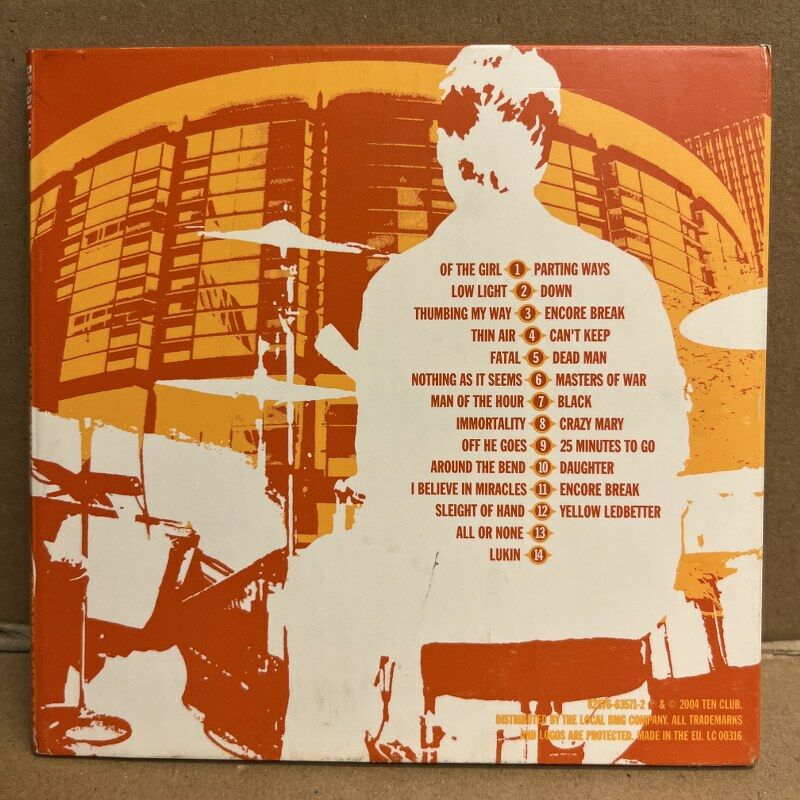 OF THE GIRL 1 PARTING WAYS
LOW LIGHT 2 DOWN
THUMBING MY WAY 3 ENCORE BREAK
THIN AIR 4 CAN'T KEEP
FATAL 5 DEAD MAN
NOTHING AS IT SEEMS 6 MASTERS OF WAR
MAN OF THE HOUR 7 BLACK
IMMORTALITY 8 CRAZY MARY
OFF HE GOES 9 25 MINUTES TO GO
AROUND THE BEND 10 DAUGHTER
I BELIEVE IN MIRACLES 11 ENCORE BREAK
SLEIGHT OF HAND 12 YELLOW LEDBETTER
ALL OR NONE 13
LUKIN 14
82876-63571-2 ℗ & © 2004 TEN CLUB.
DISTRIBUTED BY THE LOCAL BMG COMPANY. ALL TRADEMARKS
AND LOGOS ARE PROTECTED. MADE IN THE EU. LC 00316